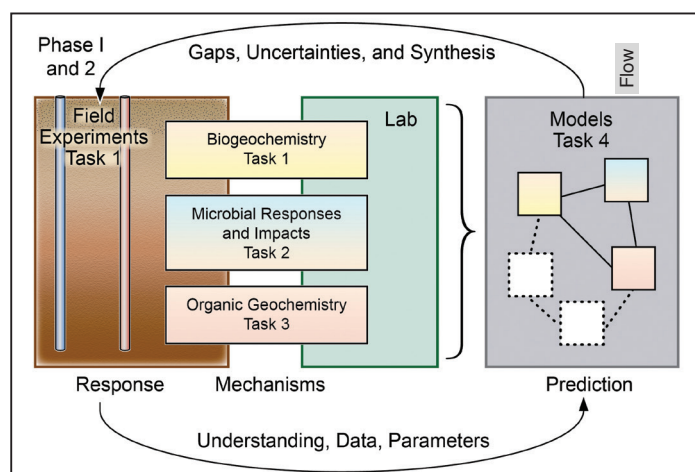 Phase I
and 2
Gaps, Uncertainties, and Synthesis
Flow
Field
Experiments
Task 1
Lab
Models
Task 4
Biogeochemistry
Task 1
Microbial Responses
and Impacts
Task 2
Organic Geochemistry
Task 3
Response
Mechanisms
Prediction
Understanding, Data, Parameters